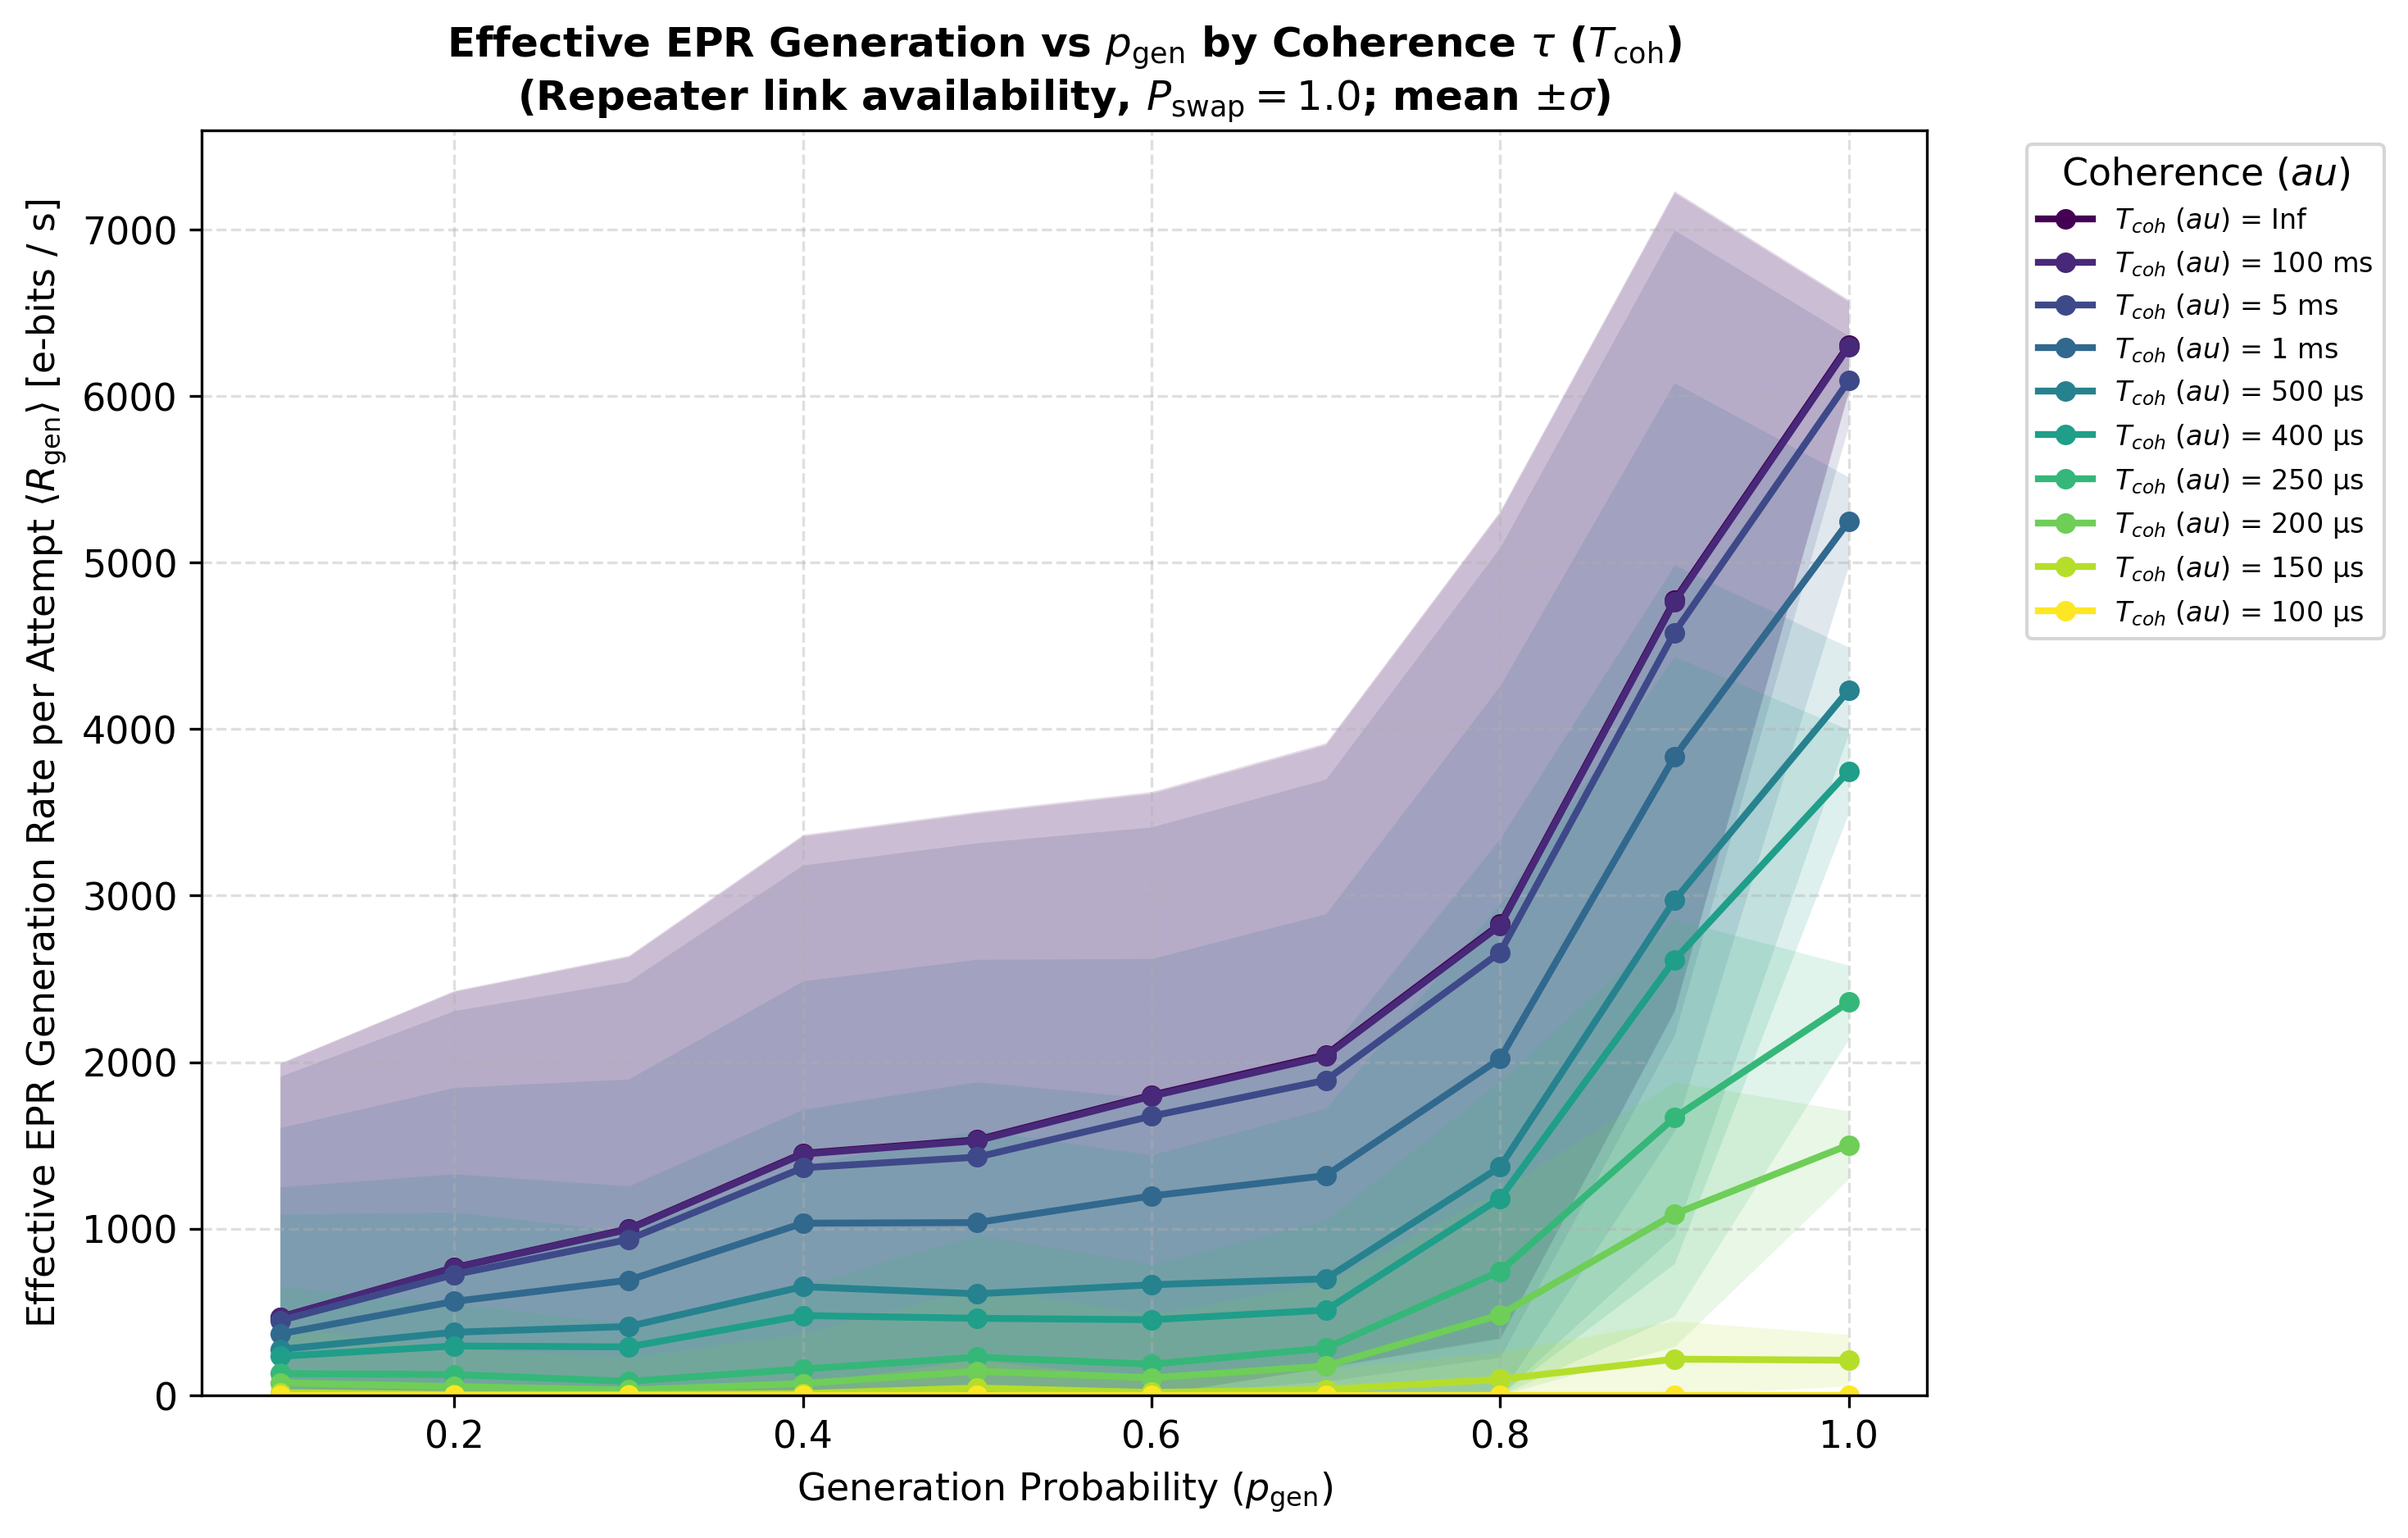 Effective EPR Generation vs p_gen by Coherence τ (T_coh)
(Repeater link availability, P_swap = 1.0; mean ±σ)
Effective EPR Generation Rate per Attempt ⟨R_gen⟩ [e-bits / s]
7000
6000
5000
4000
3000
2000
1000
0
0.2
0.4
0.6
0.8
1.0
Generation Probability (p_gen)
Coherence (au)
T_coh (au) = Inf
T_coh (au) = 100 ms
T_coh (au) = 5 ms
T_coh (au) = 1 ms
T_coh (au) = 500 µs
T_coh (au) = 400 µs
T_coh (au) = 250 µs
T_coh (au) = 200 µs
T_coh (au) = 150 µs
T_coh (au) = 100 µs